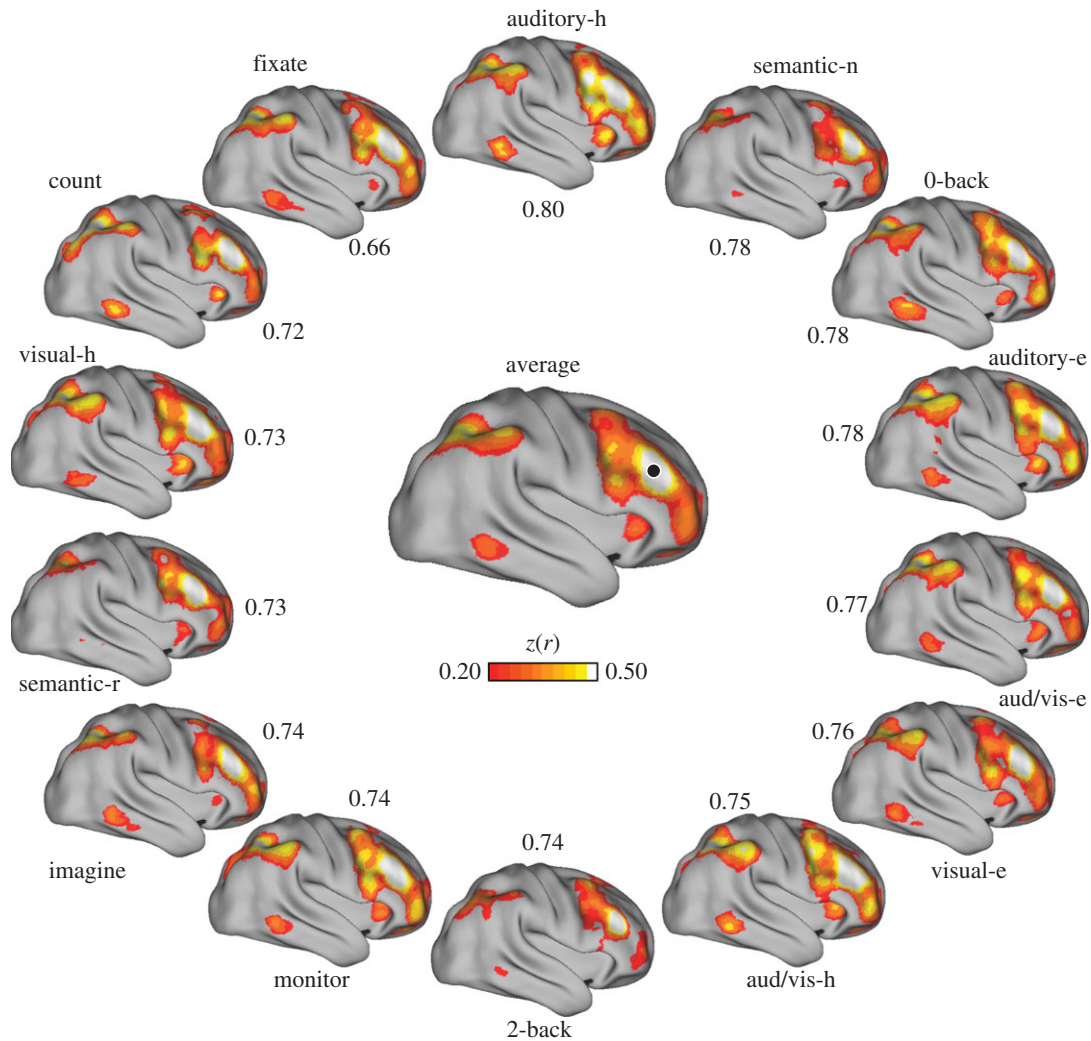 auditory-h
fixate
semantic-n
count
0-back
0.80
0.66
0.78
0.72
0.78
visual-h
average
auditory-e
0.73
0.78
0.73
0.77
z(r)
0.20
0.50
semantic-r
aud/vis-e
0.74
0.76
0.74
0.75
0.74
imagine
visual-e
monitor
aud/vis-h
2-back